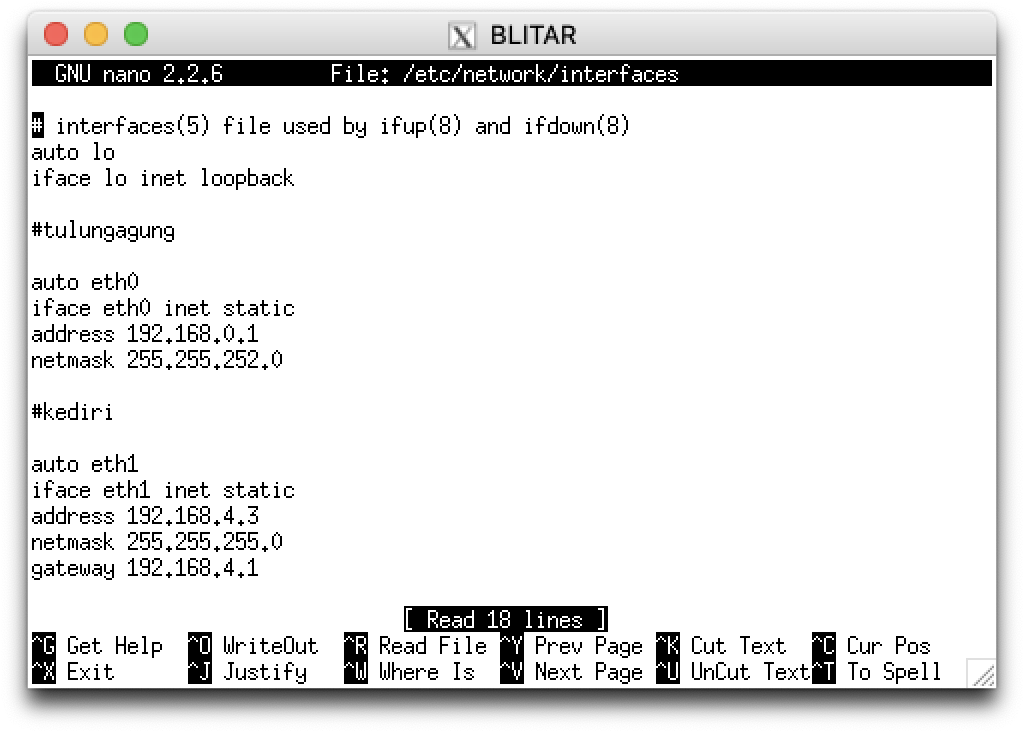 BLITAR
GNU nano 2.2.6 File: /etc/network/interfaces
# interfaces(5) file used by ifup(8) and ifdown(8)
auto lo
iface lo inet loopback
#tulungagung
auto eth0
iface eth0 inet static
address 192.168.0.1
netmask 255.255.252.0
#kediri
auto eth1
iface eth1 inet static
address 192.168.4.3
netmask 255.255.255.0
gateway 192.168.4.1
[ Read 18 lines ]
^G Get Help ^O WriteOut ^R Read File ^Y Prev Page ^K Cut Text ^C Cur Pos
^X Exit ^J Justify ^W Where Is ^V Next Page ^U UnCut Text ^T To Spell